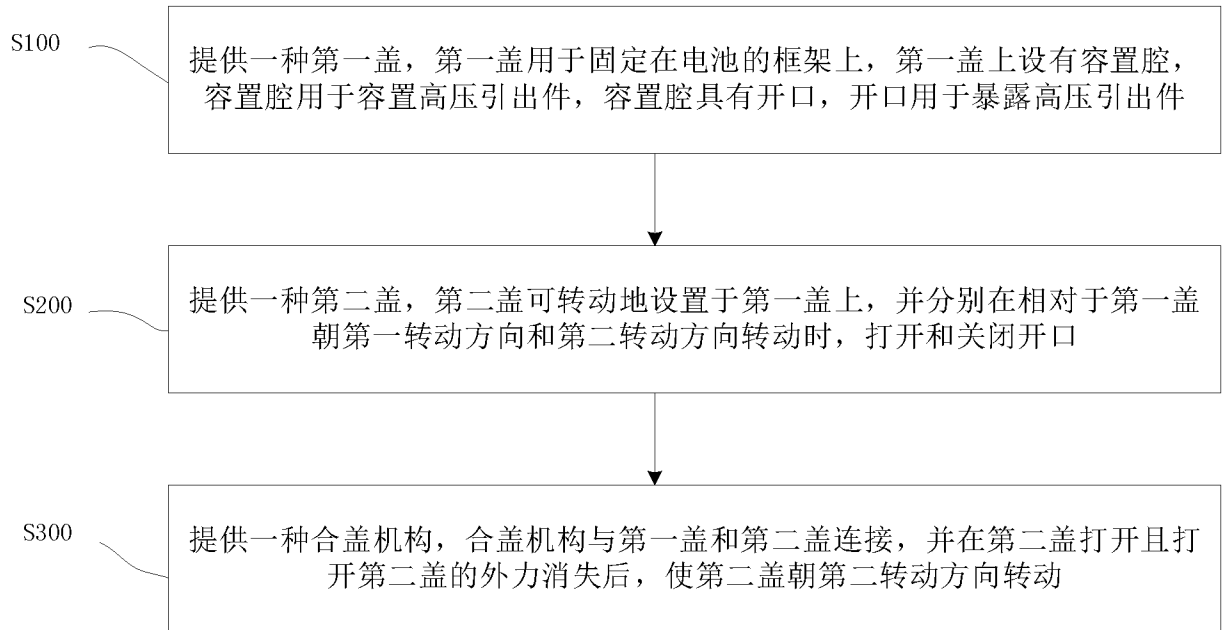 S100
提供一种第一盖，第一盖用于固定在电池的框架上，第一盖上设有容置腔，
容置腔用于容置高压引出件，容置腔具有开口，开口用于暴露高压引出件
S200
提供一种第二盖，第二盖可转动地设置于第一盖上，并分别在相对于第一盖
朝第一转动方向和第二转动方向转动时，打开和关闭开口
S300
提供一种合盖机构，合盖机构与第一盖和第二盖连接，并在第二盖打开且打
开第二盖的外力消失后，使第二盖朝第二转动方向转动